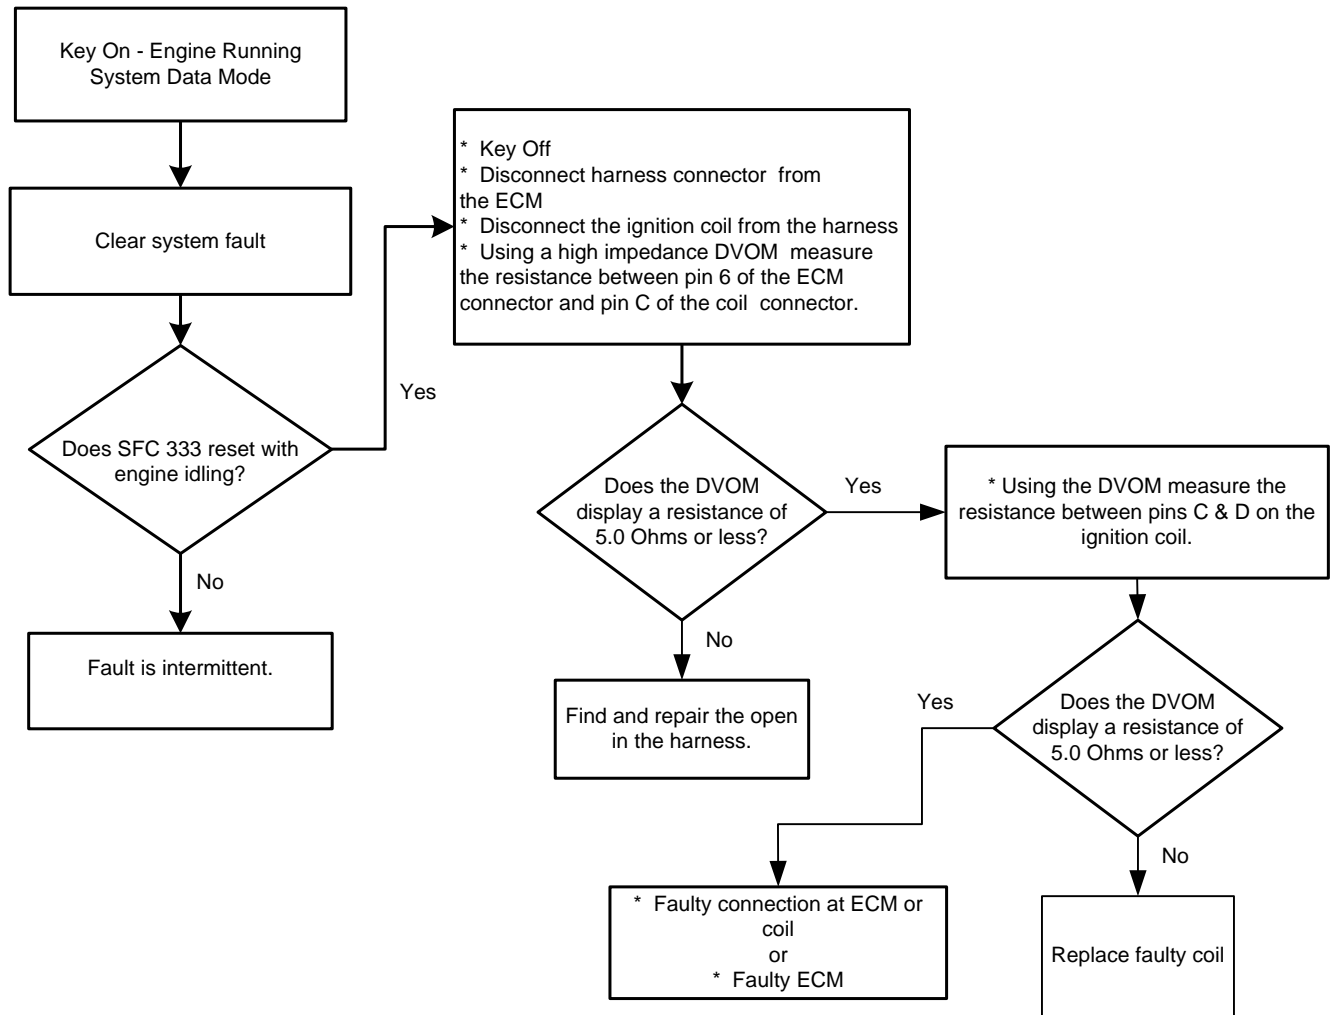 Key On - Engine Running
System Data Mode
Clear system fault
Does SFC 333 reset with
engine idling?
Yes
No
Fault is intermittent.
* Key Off
* Disconnect harness connector from
the ECM
* Disconnect the ignition coil from the harness
* Using a high impedance DVOM measure
the resistance between pin 6 of the ECM
connector and pin C of the coil connector.
Does the DVOM
display a resistance of
5.0 Ohms or less?
Yes
No
Find and repair the open
in the harness.
* Using the DVOM measure the
resistance between pins C & D on the
ignition coil.
Does the DVOM
display a resistance of
5.0 Ohms or less?
Yes
No
* Faulty connection at ECM or
coil
or
* Faulty ECM
Replace faulty coil